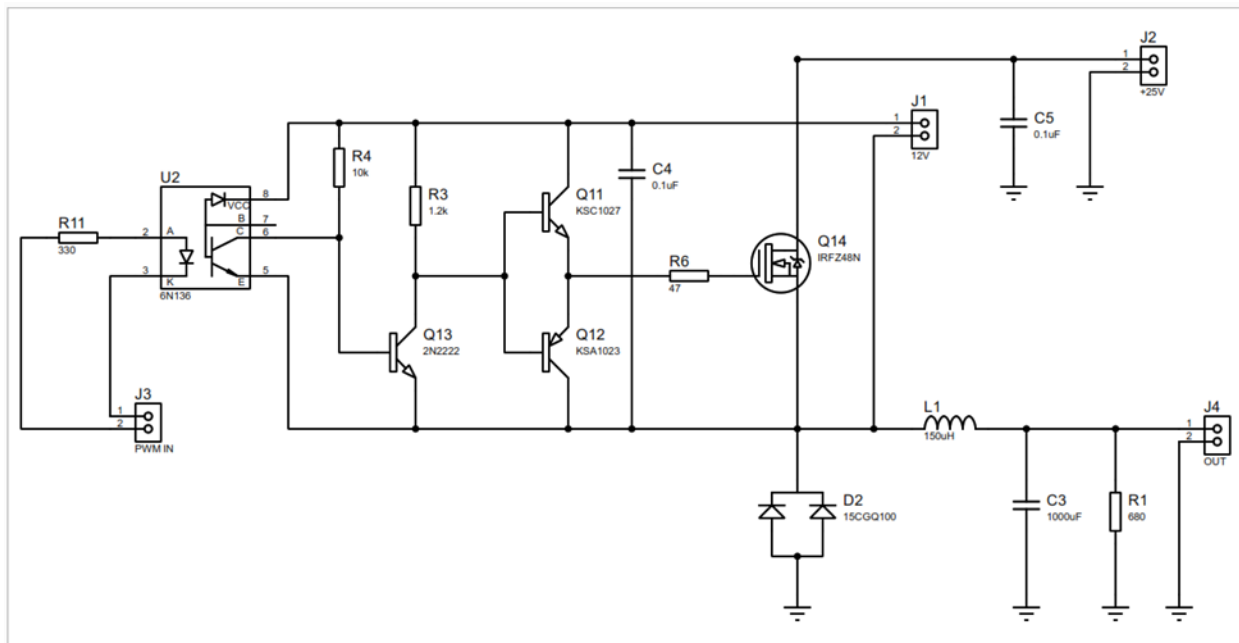 J2
1
2
+25V
J1
1
2
12V
C5
0.1uF
R4
10k
C4
0.1uF
U2
8
VCC
B
7
C
6
5
E
2
A
3
K
6N136
R11
330
R3
1.2k
Q11
KSC1027
Q14
IRFZ48N
R6
47
Q13
2N2222
Q12
KSA1023
J3
1
2
PWM IN
L1
150uH
J4
1
2
OUT
D2
15CGQ100
C3
1000uF
R1
680